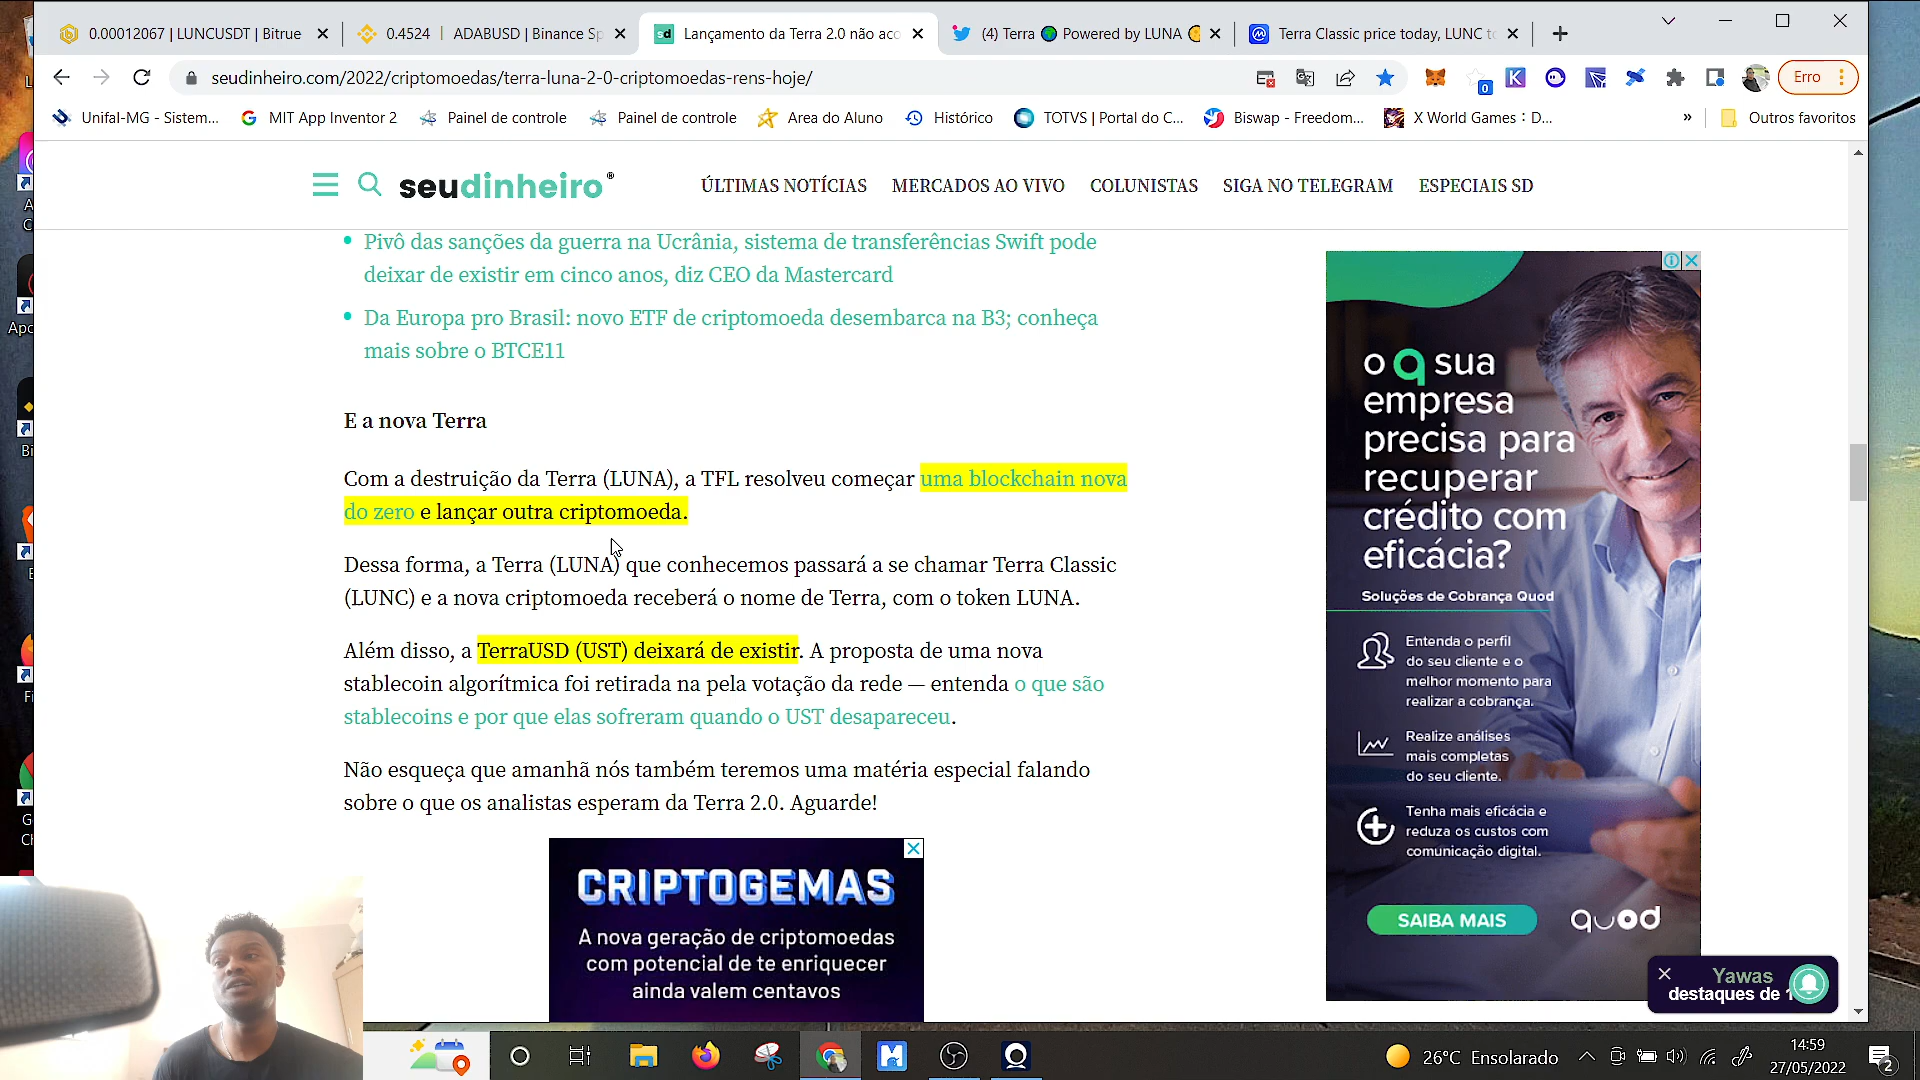 0.00012067 | LUNCUSDT | Bitrue
0.4524 | ADABUSD | Binance Sp
Lançamento da Terra 2.0 não aco
(4) Terra Powered by LUNA
Terra Classic price today, LUNC to
seudinheiro.com/2022/criptomoedas/terra-luna-2-0-criptomoedas-rens-hoje/
0
Erro
Unifal-MG - Sistem...
MIT App Inventor 2
Painel de controle
Painel de controle
Area do Aluno
Histórico
TOTVS | Portal do C...
Biswap - Freedom...
X World Games : D...
»
Outros favoritos
seudinheiro®
ÚLTIMAS NOTÍCIAS
MERCADOS AO VIVO
COLUNISTAS
SIGA NO TELEGRAM
ESPECIAIS SD
Pivô das sanções da guerra na Ucrânia, sistema de transferências Swift pode
deixar de existir em cinco anos, diz CEO da Mastercard
Da Europa pro Brasil: novo ETF de criptomoeda desembarca na B3; conheça
mais sobre o BTCE11
E a nova Terra
Com a destruição da Terra (LUNA), a TFL resolveu começar uma blockchain nova
do zero e lançar outra criptomoeda.
Dessa forma, a Terra (LUNA) que conhecemos passará a se chamar Terra Classic
(LUNC) e a nova criptomoeda receberá o nome de Terra, com o token LUNA.
Além disso, a TerraUSD (UST) deixará de existir. A proposta de uma nova
stablecoin algorítmica foi retirada na pela votação da rede — entenda o que são
stablecoins e por que elas sofreram quando o UST desapareceu.
Não esqueça que amanhã nós também teremos uma matéria especial falando
sobre o que os analistas esperam da Terra 2.0. Aguarde!
CRIPTOGEMAS
A nova geração de criptomoedas
com potencial de te enriquecer
ainda valem centavos
o q sua
empresa
precisa para
recuperar
crédito com
eficácia?
Soluções de Cobrança Quod
Entenda o perfil
do seu cliente e o
melhor momento para
realizar a cobrança.
Realize análises
mais completas
do seu cliente.
Tenha mais eficácia e
reduza os custos com
comunicação digital.
SAIBA MAIS
quod
Yawas
destaques de
26°C Ensolarado
14:59
27/05/2022
2